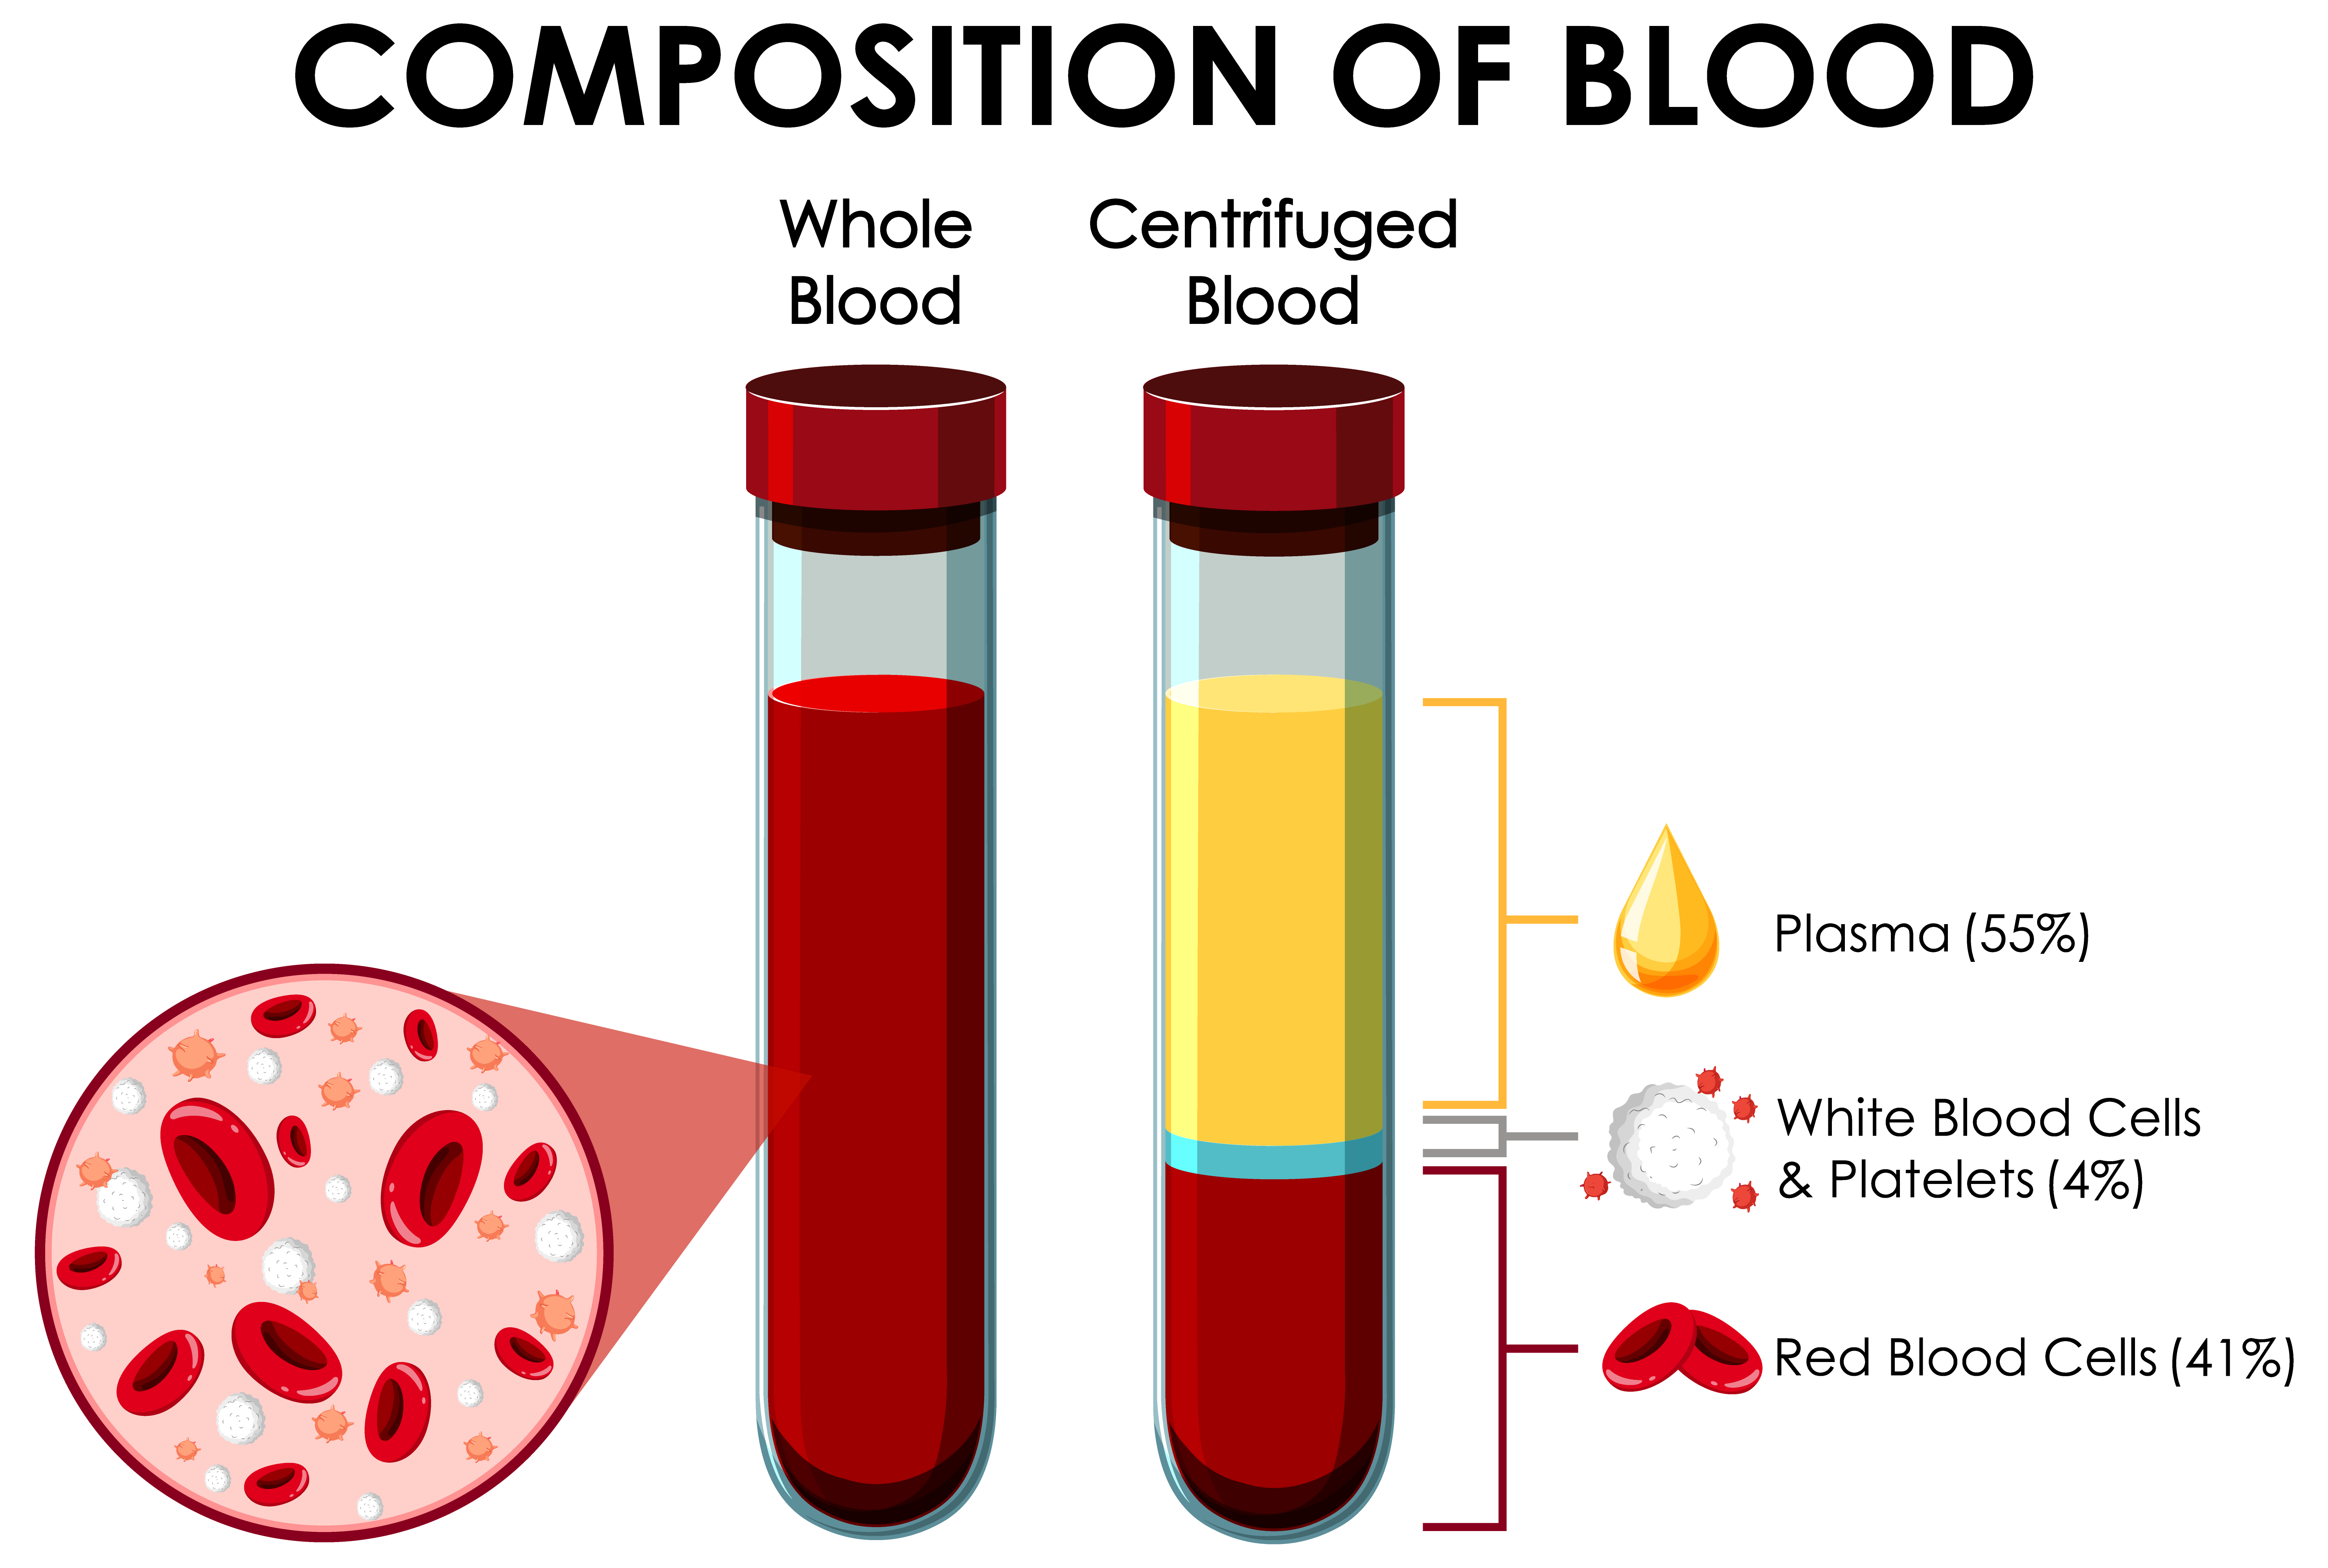 COMPOSITION OF BLOOD
Whole
Blood
Centrifuged
Blood
Plasma (55%)
White Blood Cells
& Platelets (4%)
Red Blood Cells (41%)